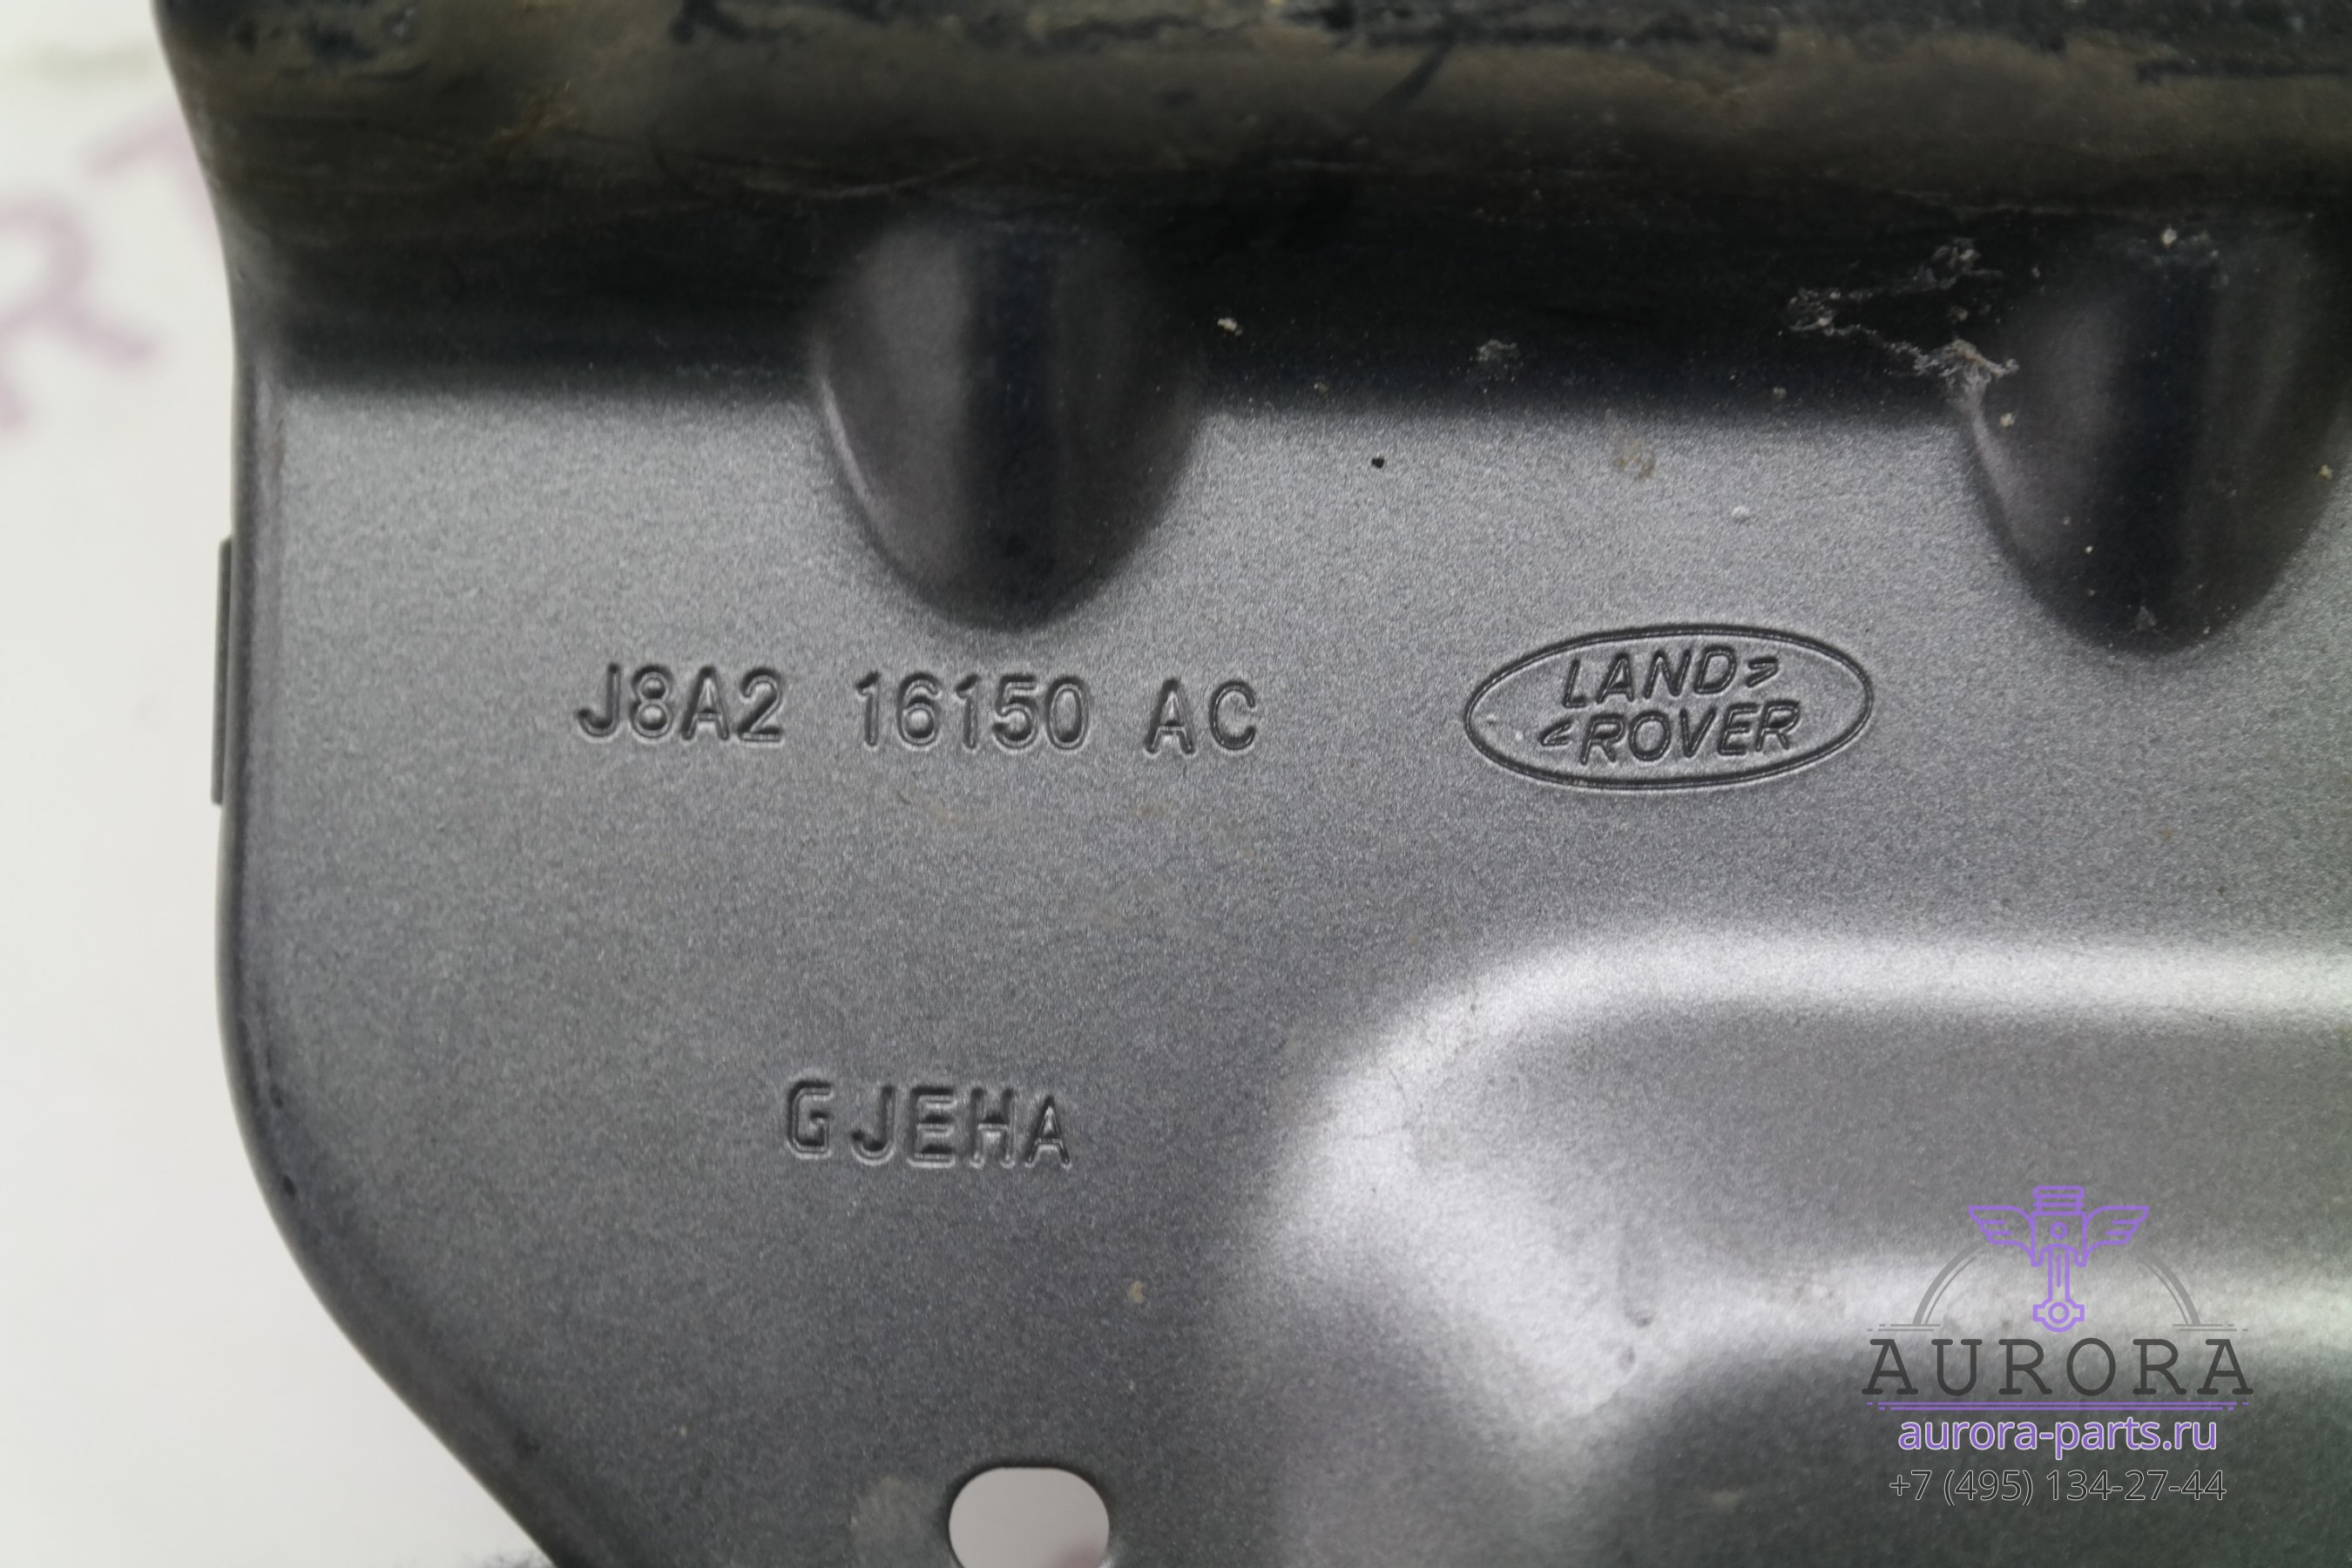 J8A2 16150 AC
LAND>
<ROVER
GJEHA
AURORA
aurora-parts.ru
+7 (495) 134-27-44